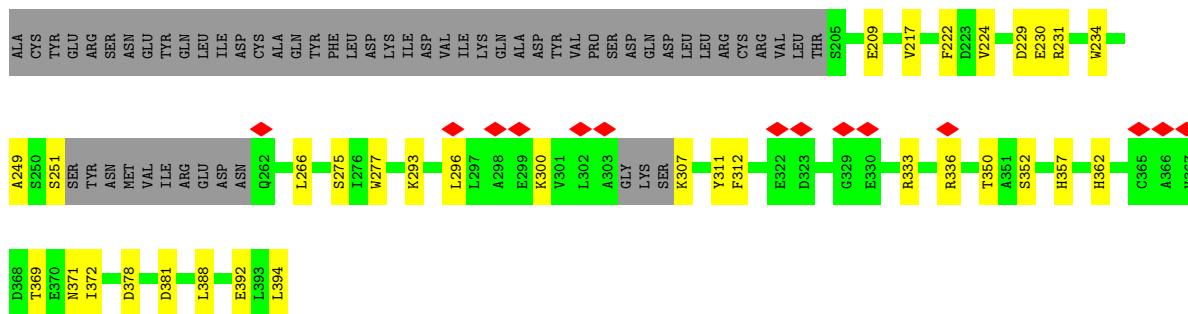 ALA CYS TYR GLU ARG SER ASN GLU TYR GLN LEU ILE ASP CYS ALA GLN TYR PHE LEU ASP LYS ILE ASP VAL ILE LYS GLN ALA ASP TYR VAL PRO SER ASP GLN ASP LEU LEU ARG CYS ARG VAL LEU THR S205 E209 V217 F222 D223 V224 D229 E230 R231 W234
A249 S250 S251 SER TYR ASN MET VAL ILE ARG GLU ASP ASN Q262 L266 S275 I276 W277 K293 L296 L297 A298 E299 K300 V301 L302 A303 GLY LYS SER K307 Y311 F312 E322 D323 G329 E330 R333 R336 T350 A351 S352 H357 H362 C365 A366
D368 T369 E370 N371 I372 D378 D381 L388 E392 L393 L394